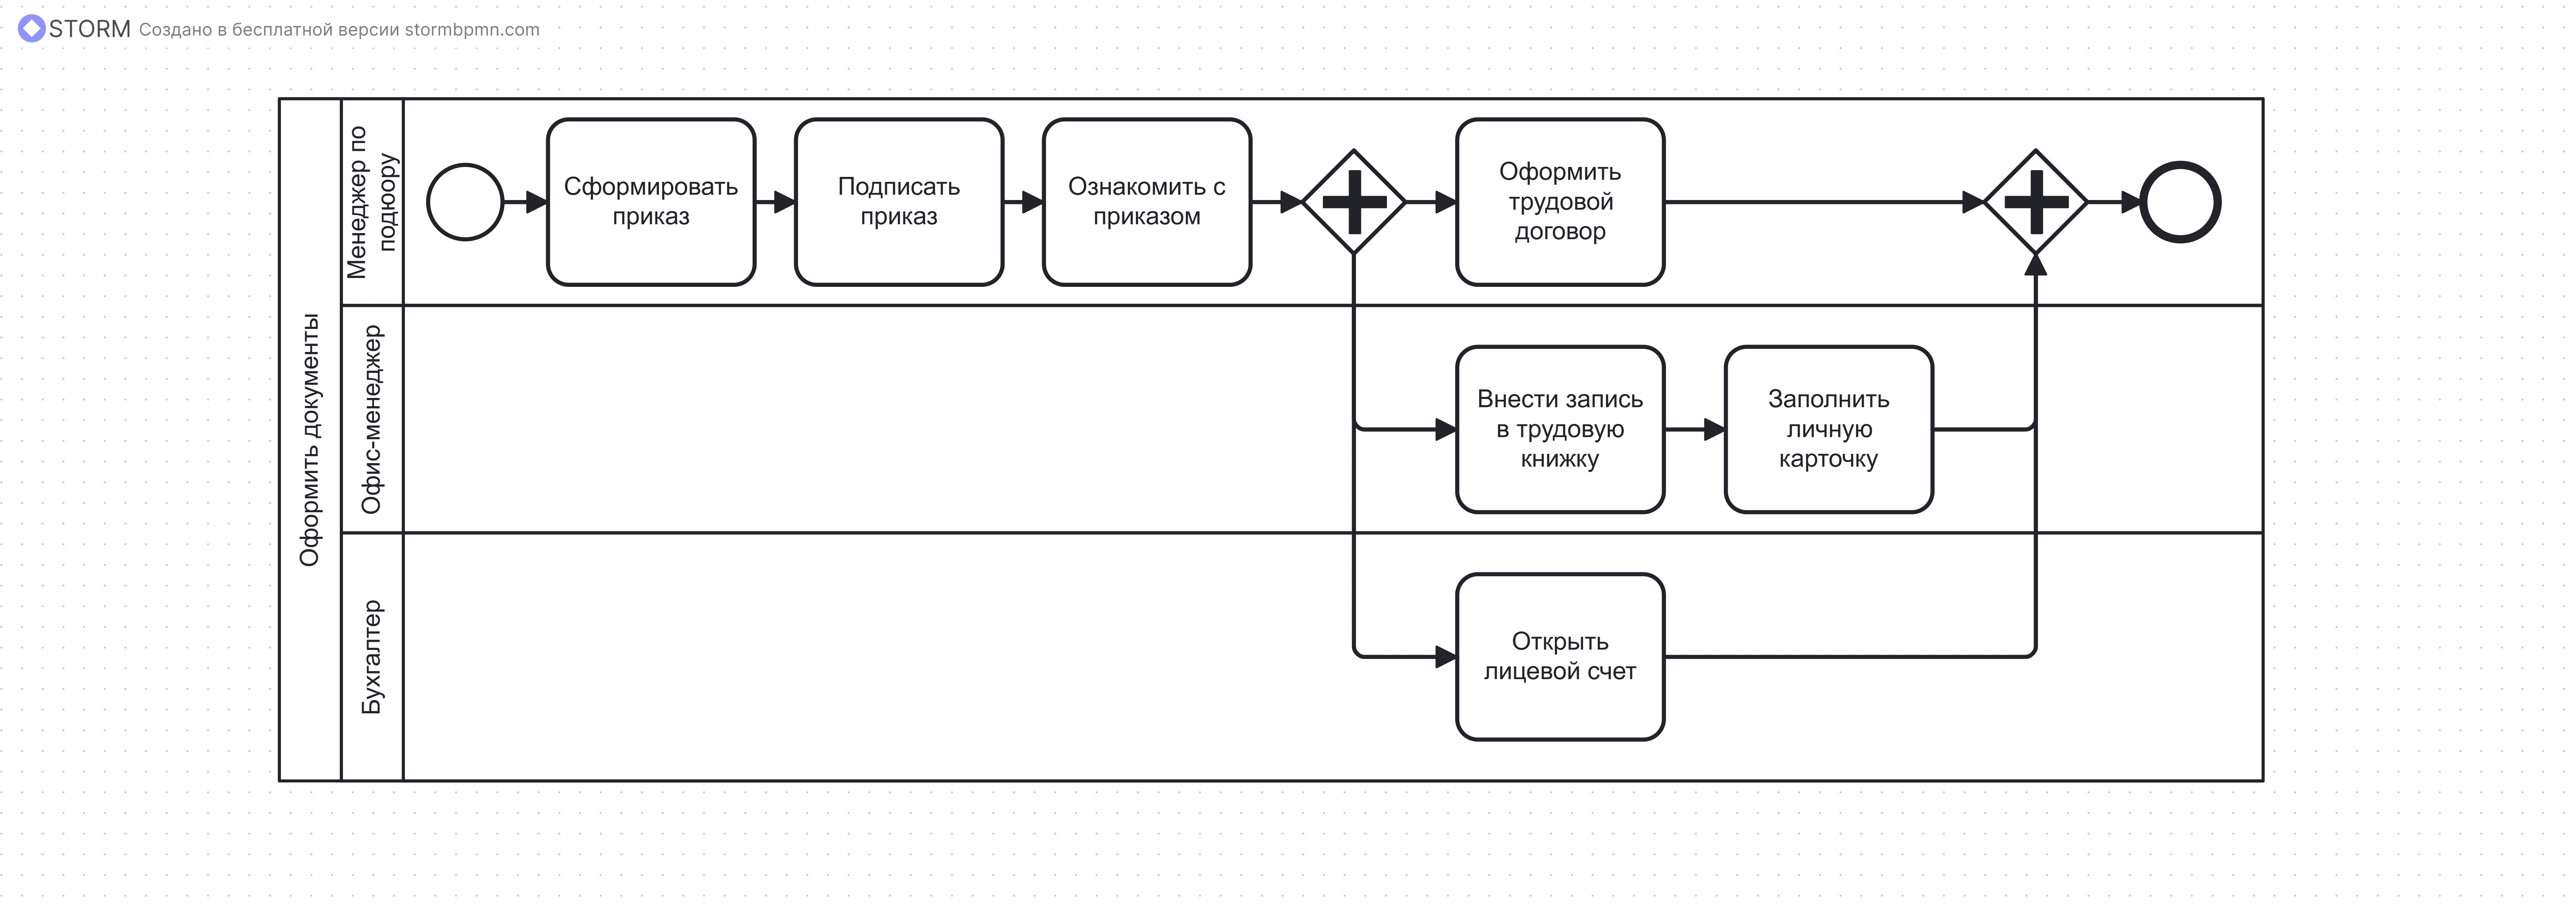 STORM Создано в бесплатной версии stormbpmn.com
Оформить документы
Менеджер по
подюору
Сформировать
приказ
Подписать
приказ
Ознакомить с
приказом
Оформить
трудовой
договор
Офис-менеджер
Внести запись
в трудовую
книжку
Заполнить
личную
карточку
Бухгалтер
Открыть
лицевой счет